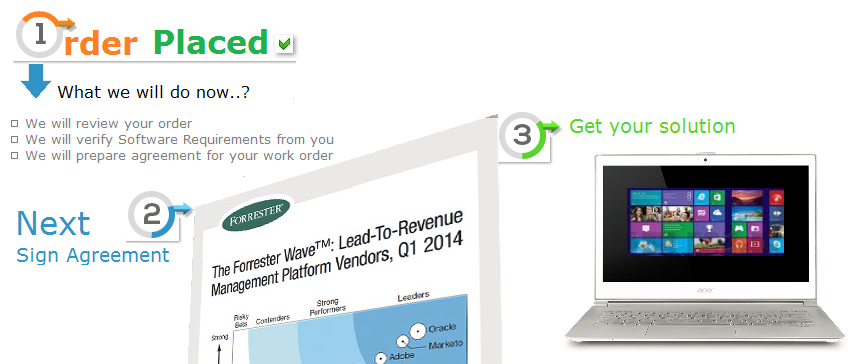 1rder Placed
What we will do now..?
We will review your order
We will verify Software Requirements from you
We will prepare agreement for your work order
Next
Sign Agreement
2
FORRESTER®
The Forrester Wave™: Lead-To-Revenue
Management Platform Vendors, Q1 2014
Risky
Bets
Contenders
Strong
Performers
Leaders
Strong
Oracle
Marketo
Adobe
3
Get your solution
acer